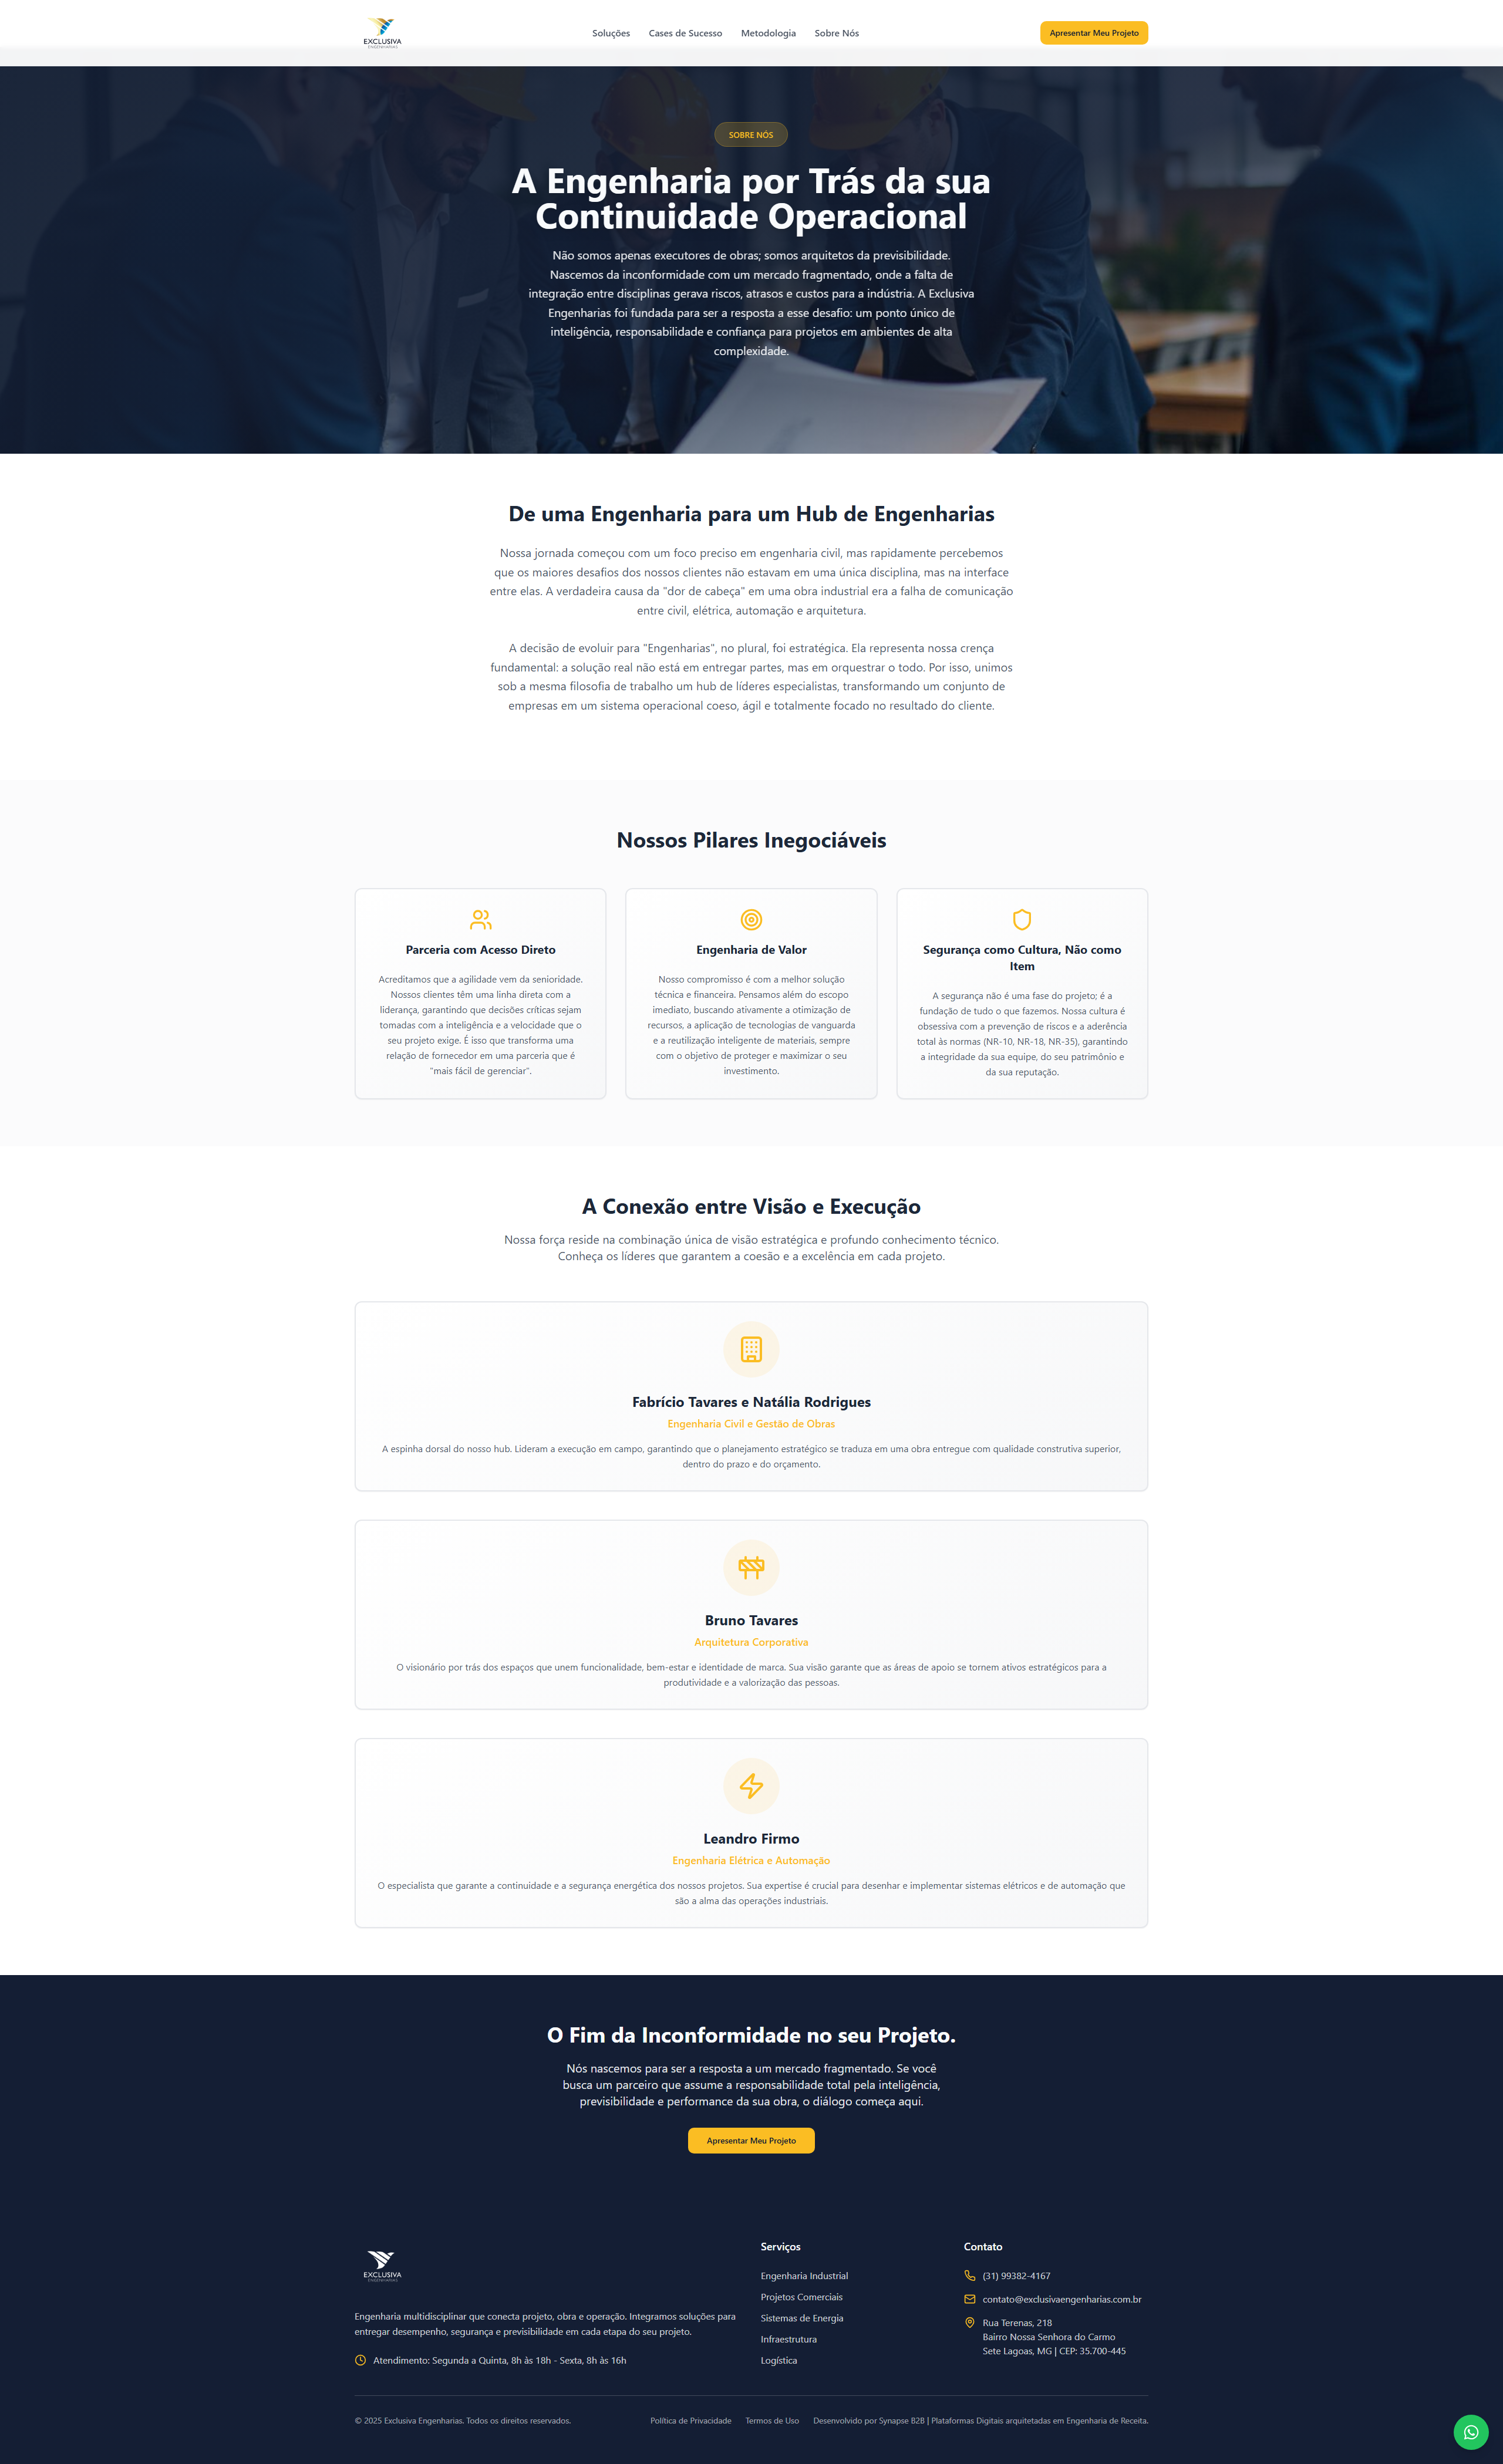 EXCLUSIVA
ENGENHARIAS
Soluções
Cases de Sucesso
Metodologia
Sobre Nós
Apresentar Meu Projeto
SOBRE NÓS
A Engenharia por Trás da sua
Continuidade Operacional
Não somos apenas executores de obras; somos arquitetos da previsibilidade.
Nascemos da inconformidade com um mercado fragmentado, onde a falta de
integração entre disciplinas gerava riscos, atrasos e custos para a indústria. A Exclusiva
Engenharias foi fundada para ser a resposta a esse desafio: um ponto único de
inteligência, responsabilidade e confiança para projetos em ambientes de alta
complexidade.
De uma Engenharia para um Hub de Engenharias
Nossa jornada começou com um foco preciso em engenharia civil, mas rapidamente percebemos
que os maiores desafios dos nossos clientes não estavam em uma única disciplina, mas na interface
entre elas. A verdadeira causa da "dor de cabeça" em uma obra industrial era a falha de comunicação
entre civil, elétrica, automação e arquitetura.
A decisão de evoluir para "Engenharias", no plural, foi estratégica. Ela representa nossa crença
fundamental: a solução real não está em entregar partes, mas em orquestrar o todo. Por isso, unimos
sob a mesma filosofia de trabalho um hub de líderes especialistas, transformando um conjunto de
empresas em um sistema operacional coeso, ágil e totalmente focado no resultado do cliente.
Nossos Pilares Inegociáveis
Parceria com Acesso Direto
Acreditamos que a agilidade vem da senioridade.
Nossos clientes têm uma linha direta com a
liderança, garantindo que decisões críticas sejam
tomadas com a inteligência e a velocidade que o
seu projeto exige. É isso que transforma uma
relação de fornecedor em uma parceria que é
"mais fácil de gerenciar".
Engenharia de Valor
Nosso compromisso é com a melhor solução
técnica e financeira. Pensamos além do escopo
imediato, buscando ativamente a otimização de
recursos, a aplicação de tecnologias de vanguarda
e a reutilização inteligente de materiais, sempre
com o objetivo de proteger e maximizar o seu
investimento.
Segurança como Cultura, Não como
Item
A segurança não é uma fase do projeto; é a
fundação de tudo o que fazemos. Nossa cultura é
obsessiva com a prevenção de riscos e a aderência
total às normas (NR-10, NR-18, NR-35), garantindo
a integridade da sua equipe, do seu patrimônio e
da sua reputação.
A Conexão entre Visão e Execução
Nossa força reside na combinação única de visão estratégica e profundo conhecimento técnico.
Conheça os líderes que garantem a coesão e a excelência em cada projeto.
Fabrício Tavares e Natália Rodrigues
Engenharia Civil e Gestão de Obras
A espinha dorsal do nosso hub. Lideram a execução em campo, garantindo que o planejamento estratégico se traduza em uma obra entregue com qualidade construtiva superior,
dentro do prazo e do orçamento.
Bruno Tavares
Arquitetura Corporativa
O visionário por trás dos espaços que unem funcionalidade, bem-estar e identidade de marca. Sua visão garante que as áreas de apoio se tornem ativos estratégicos para a
produtividade e a valorização das pessoas.
Leandro Firmo
Engenharia Elétrica e Automação
O especialista que garante a continuidade e a segurança energética dos nossos projetos. Sua expertise é crucial para desenhar e implementar sistemas elétricos e de automação que
são a alma das operações industriais.
O Fim da Inconformidade no seu Projeto.
Nós nascemos para ser a resposta a um mercado fragmentado. Se você
busca um parceiro que assume a responsabilidade total pela inteligência,
previsibilidade e performance da sua obra, o diálogo começa aqui.
Apresentar Meu Projeto
EXCLUSIVA
ENGENHARIAS
Engenharia multidisciplinar que conecta projeto, obra e operação. Integramos soluções para
entregar desempenho, segurança e previsibilidade em cada etapa do seu projeto.
Atendimento: Segunda a Quinta, 8h às 18h - Sexta, 8h às 16h
Serviços
Engenharia Industrial
Projetos Comerciais
Sistemas de Energia
Infraestrutura
Logística
Contato
(31) 99382-4167
contato@exclusivaengenharias.com.br
Rua Terenas, 218
Bairro Nossa Senhora do Carmo
Sete Lagoas, MG | CEP: 35.700-445
© 2025 Exclusiva Engenharias. Todos os direitos reservados.
Política de Privacidade
Termos de Uso
Desenvolvido por Synapse B2B | Plataformas Digitais arquitetadas em Engenharia de Receita.